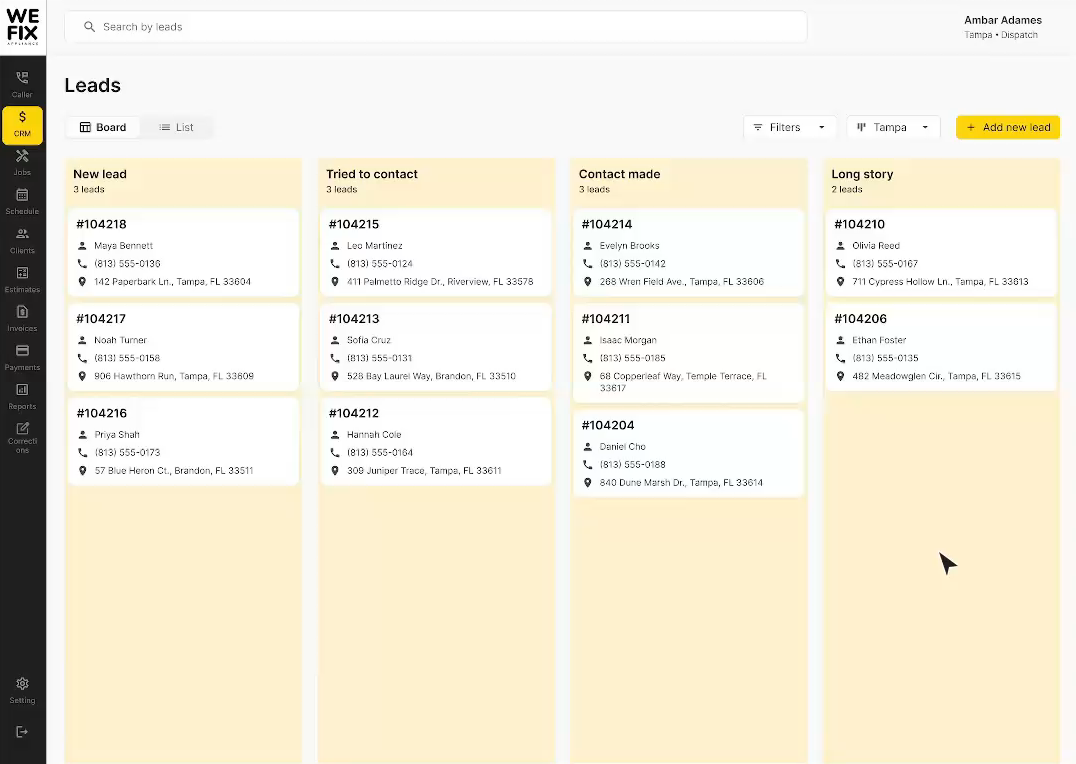 WE
FIX
APPLIANCE
Search by leads
Ambar Adames
Tampa • Dispatch
Caller
CRM
Jobs
Schedule
Clients
Estimates
Invoices
Payments
Reports
Correcti
ons
Setting
Leads
Board
List
Filters
Tampa
+ Add new lead
New lead
3 leads
#104218
Maya Bennett
(813) 555-0136
142 Paperbark Ln., Tampa, FL 33604
#104217
Noah Turner
(813) 555-0158
906 Hawthorn Run, Tampa, FL 33609
#104216
Priya Shah
(813) 555-0173
57 Blue Heron Ct., Brandon, FL 33511
Tried to contact
3 leads
#104215
Leo Martinez
(813) 555-0124
411 Palmetto Ridge Dr., Riverview, FL 33578
#104213
Sofia Cruz
(813) 555-0131
528 Bay Laurel Way, Brandon, FL 33510
#104212
Hannah Cole
(813) 555-0164
309 Juniper Trace, Tampa, FL 33611
Contact made
3 leads
#104214
Evelyn Brooks
(813) 555-0142
268 Wren Field Ave., Tampa, FL 33606
#104211
Isaac Morgan
(813) 555-0185
68 Copperleaf Way, Temple Terrace, FL
33617
#104204
Daniel Cho
(813) 555-0188
840 Dune Marsh Dr., Tampa, FL 33614
Long story
2 leads
#104210
Olivia Reed
(813) 555-0167
711 Cypress Hollow Ln., Tampa, FL 33613
#104206
Ethan Foster
(813) 555-0135
482 Meadowglen Cir., Tampa, FL 33615